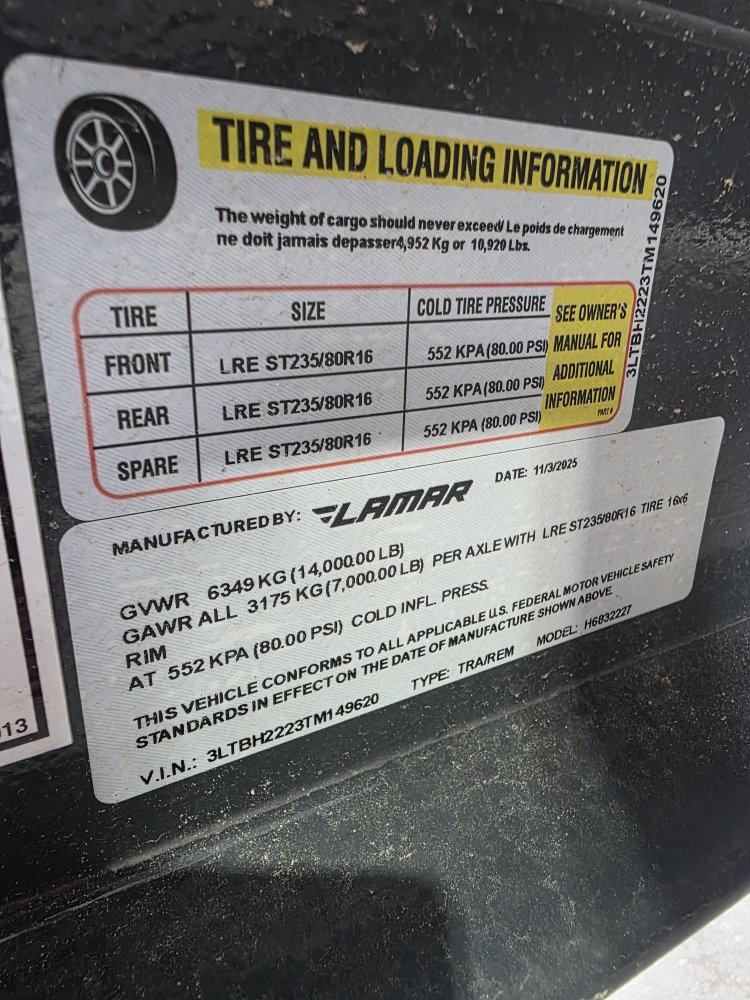 TIRE AND LOADING INFORMATION
The weight of cargo should never exceed/ Le poids de chargement
ne doit jamais depasser4,952 Kg or 10,920 Lbs.
TIRE SIZE COLD TIRE PRESSURE
FRONT LRE ST235/80R16 552 KPA (80.00 PSI)
REAR LRE ST235/80R16 552 KPA (80.00 PSI)
SPARE LRE ST235/80R16 552 KPA (80.00 PSI)
SEE OWNER'S
MANUAL FOR
ADDITIONAL
INFORMATION
3LTBH2223TM149620
MANUFACTURED BY: LAMAR DATE: 11/3/2025
GVWR 6349 KG (14,000.00 LB)
GAWR ALL 3175 KG (7,000.00 LB) PER AXLE WITH LRE ST235/80R16 TIRE 16x6
RIM
AT 552 KPA (80.00 PSI) COLD INFL. PRESS.
THIS VEHICLE CONFORMS TO ALL APPLICABLE U.S. FEDERAL MOTOR VEHICLE SAFETY
STANDARDS IN EFFECT ON THE DATE OF MANUFACTURE SHOWN ABOVE.
V.I.N.: 3LTBH2223TM149620 TYPE: TRA/REM MODEL: H6832227
13